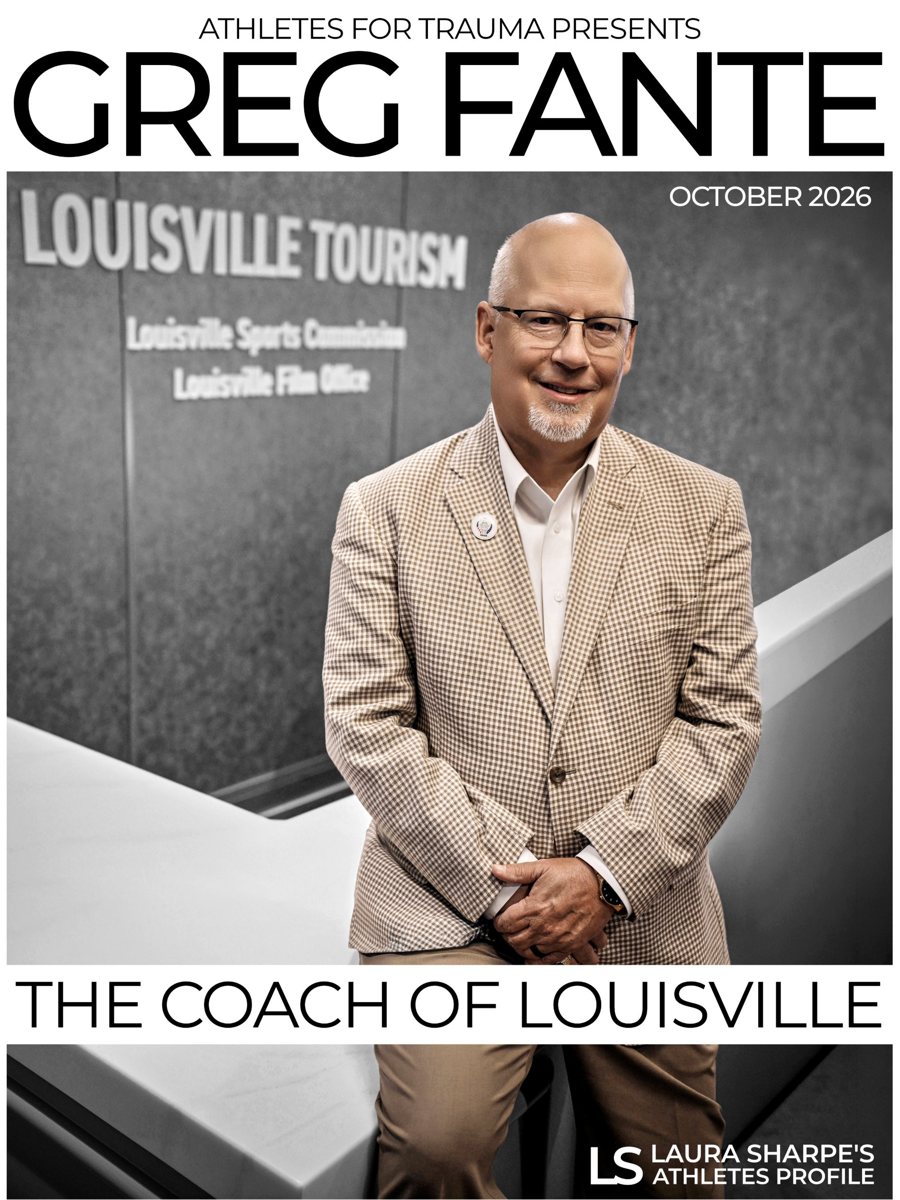 ATHLETES FOR TRAUMA PRESENTS
GREG FANTE
OCTOBER 2026
LOUISVILLE TOURISM
Louisville Sports Commission
Louisville Film Office
THE COACH OF LOUISVILLE
LS
LAURA SHARPE'S
ATHLETES PROFILE